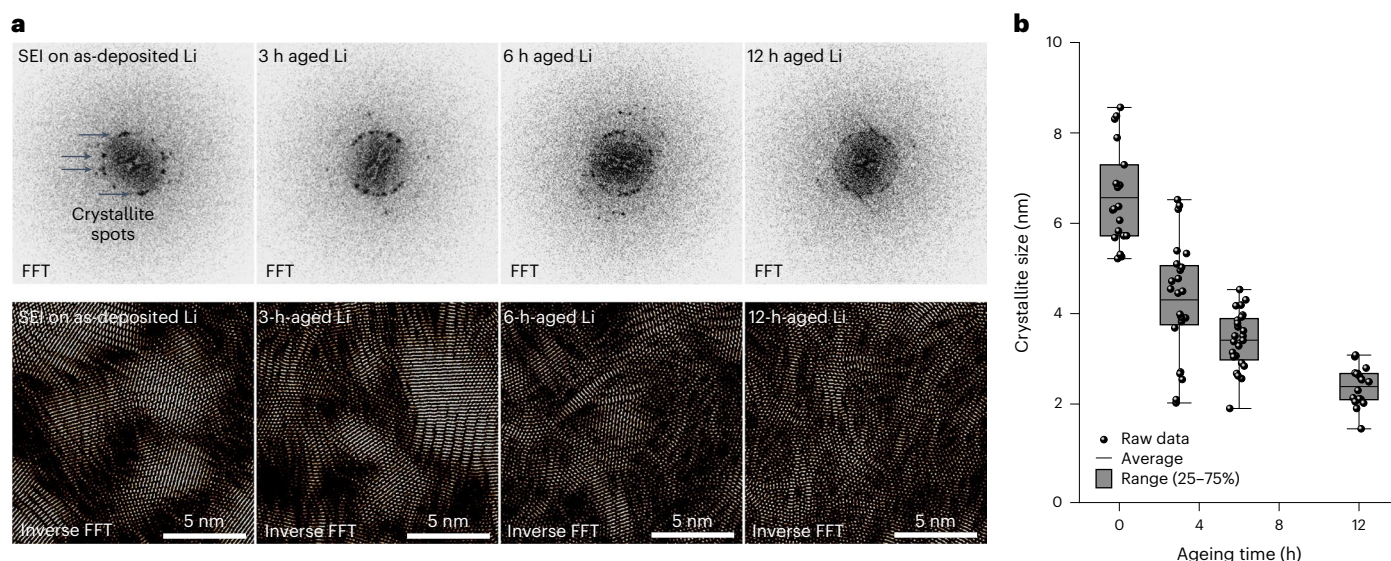 a
SEI on as-deposited Li
3 h aged Li
6 h aged Li
12 h aged Li
Crystallite
spots
FFT
FFT
FFT
FFT
SEI on as-deposited Li
3-h-aged Li
6-h-aged Li
12-h-aged Li
5 nm
5 nm
5 nm
5 nm
Inverse FFT
Inverse FFT
Inverse FFT
Inverse FFT
b
10
8
6
4
2
0
Crystallite size (nm)
Raw data
Average
Range (25–75%)
0
4
8
12
Ageing time (h)